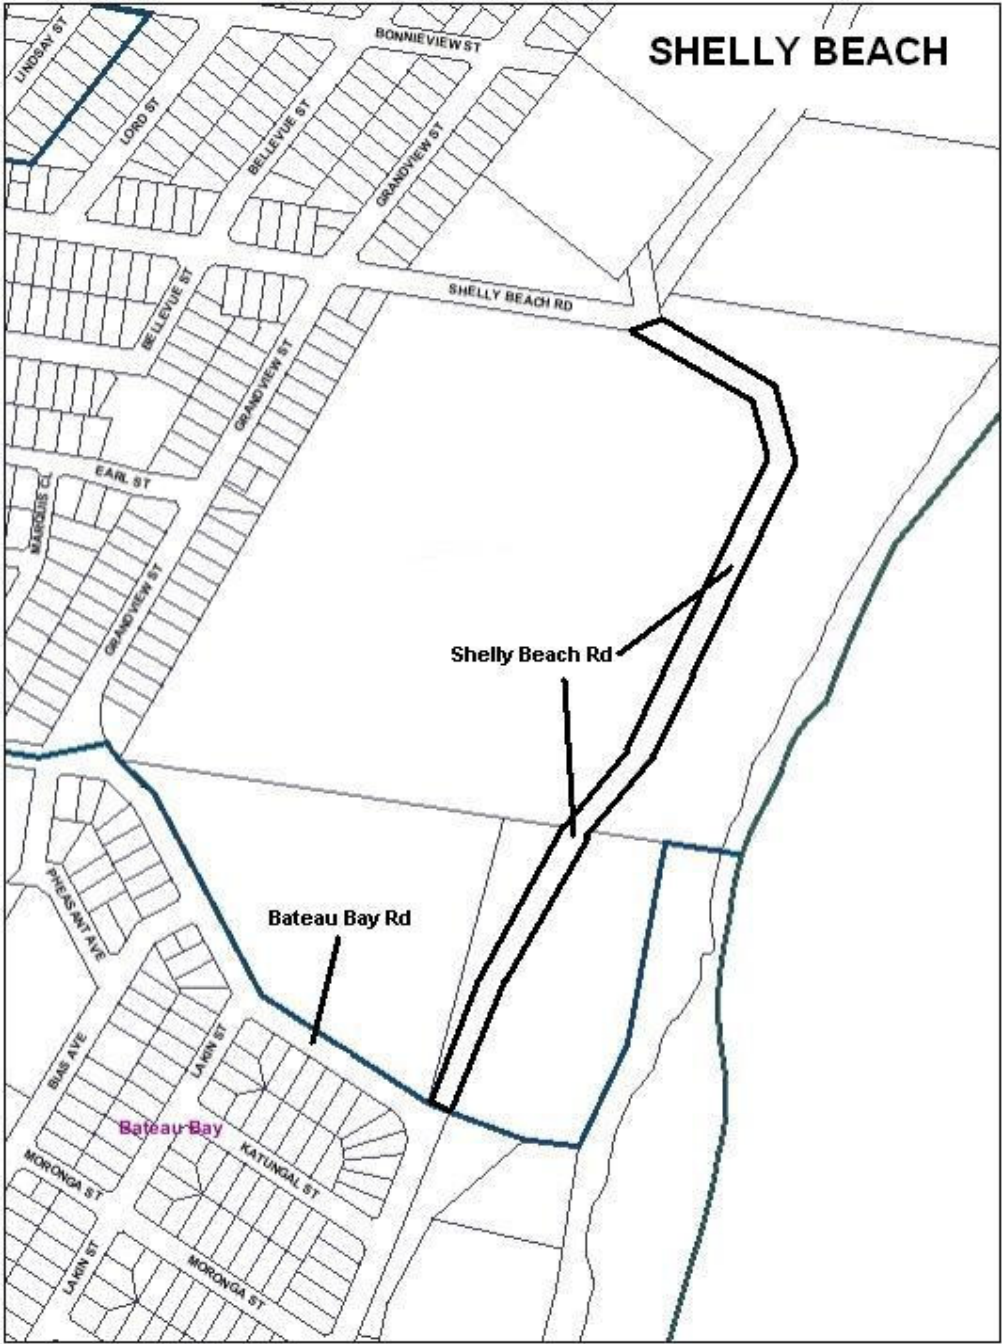 LINDSAY ST
BONNIEVIEW ST
SHELLY BEACH
LORD ST
BELLEVUE ST
GRANDVIEW ST
BELLEVUE ST
SHELLY BEACH RD
GRANDVIEW ST
EARL ST
MARQUIS CL
GRANDVIEW ST
Shelly Beach Rd
PHEASANT AVE
Bateau Bay Rd
BIAS AVE
LAKIN ST
Bateau Bay
KATUNGAL ST
MORONGA ST
LAKIN ST
MORONGA ST